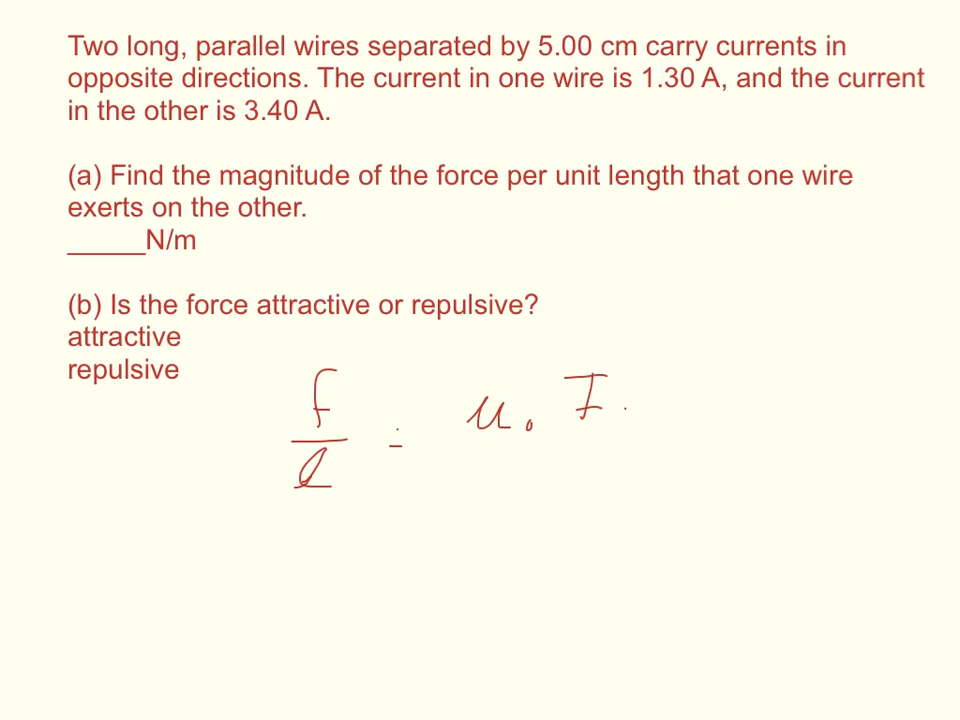 Two long, parallel wires separated by 5.00 cm carry currents in
opposite directions. The current in one wire is 1.30 A, and the current
in the other is 3.40 A.
(a) Find the magnitude of the force per unit length that one wire
exerts on the other.
_____N/m
(b) Is the force attractive or repulsive?
attractive
repulsive
F/l = μ₀ I